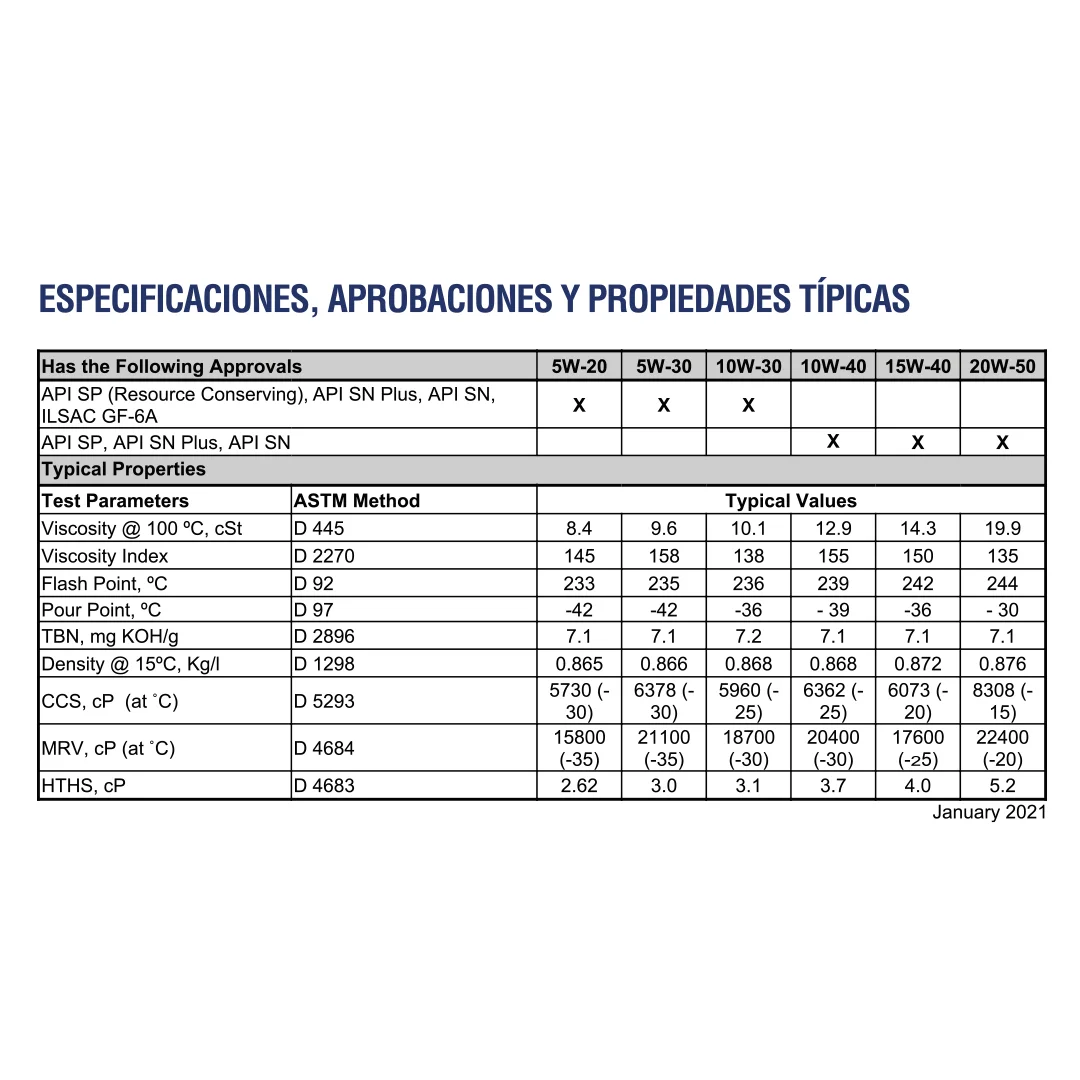 ESPECIFICACIONES, APROBACIONES Y PROPIEDADES TÍPICAS
Has the Following Approvals 5W-20 5W-30 10W-30 10W-40 15W-40 20W-50
API SP (Resource Conserving), API SN Plus, API SN,
ILSAC GF-6A X X X
API SP, API SN Plus, API SN X X X
Typical Properties
Test Parameters ASTM Method Typical Values
Viscosity @ 100 ºC, cSt D 445 8.4 9.6 10.1 12.9 14.3 19.9
Viscosity Index D 2270 145 158 138 155 150 135
Flash Point, ºC D 92 233 235 236 239 242 244
Pour Point, ºC D 97 -42 -42 -36 - 39 -36 - 30
TBN, mg KOH/g D 2896 7.1 7.1 7.2 7.1 7.1 7.1
Density @ 15ºC, Kg/l D 1298 0.865 0.866 0.868 0.868 0.872 0.876
CCS, cP (at ˚C) D 5293 5730 (- 6378 (- 5960 (- 6362 (- 6073 (- 8308 (-
30) 30) 25) 25) 20) 15)
MRV, cP (at ˚C) D 4684 15800 21100 18700 20400 17600 22400
(-35) (-35) (-30) (-30) (-25) (-20)
HTHS, cP D 4683 2.62 3.0 3.1 3.7 4.0 5.2
January 2021